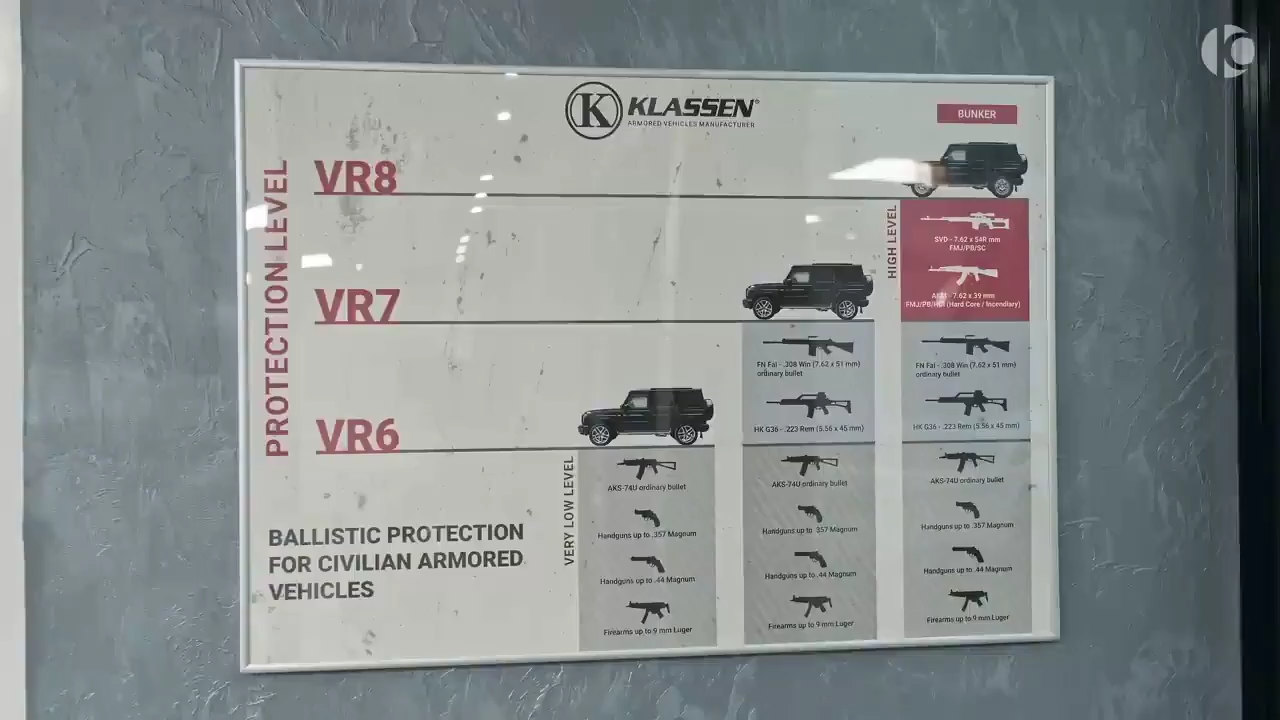 K KLASSEN®
ARMORED VEHICLES MANUFACTURER
BUNKER
PROTECTION LEVEL
VR8
HIGH LEVEL
SVD - 7.62 x 54R mm
FMJ/PB/SC
AKM - 7.62 x 39 mm
FMJ/PB/HCI (Hard Core / Incendiary)
VR7
FN Fal - .308 Win (7.62 x 51 mm)
ordinary bullet
HK G36 - .223 Rem (5.56 x 45 mm)
FN Fal - .308 Win (7.62 x 51 mm)
ordinary bullet
HK G36 - .223 Rem (5.56 x 45 mm)
VR6
VERY LOW LEVEL
AKS-74U ordinary bullet
Handguns up to .357 Magnum
Handguns up to .44 Magnum
Firearms up to 9 mm Luger
AKS-74U ordinary bullet
Handguns up to .357 Magnum
Handguns up to .44 Magnum
Firearms up to 9 mm Luger
AKS-74U ordinary bullet
Handguns up to .357 Magnum
Handguns up to .44 Magnum
Firearms up to 9 mm Luger
BALLISTIC PROTECTION
FOR CIVILIAN ARMORED
VEHICLES